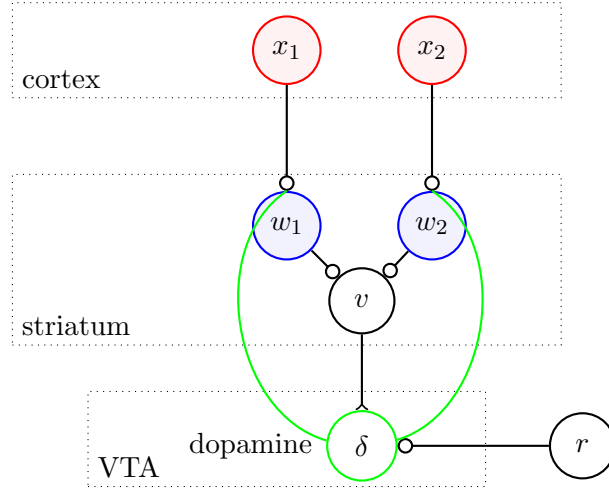 x₁ x₂
cortex
w₁ w₂
v
striatum
dopamine δ r
VTA